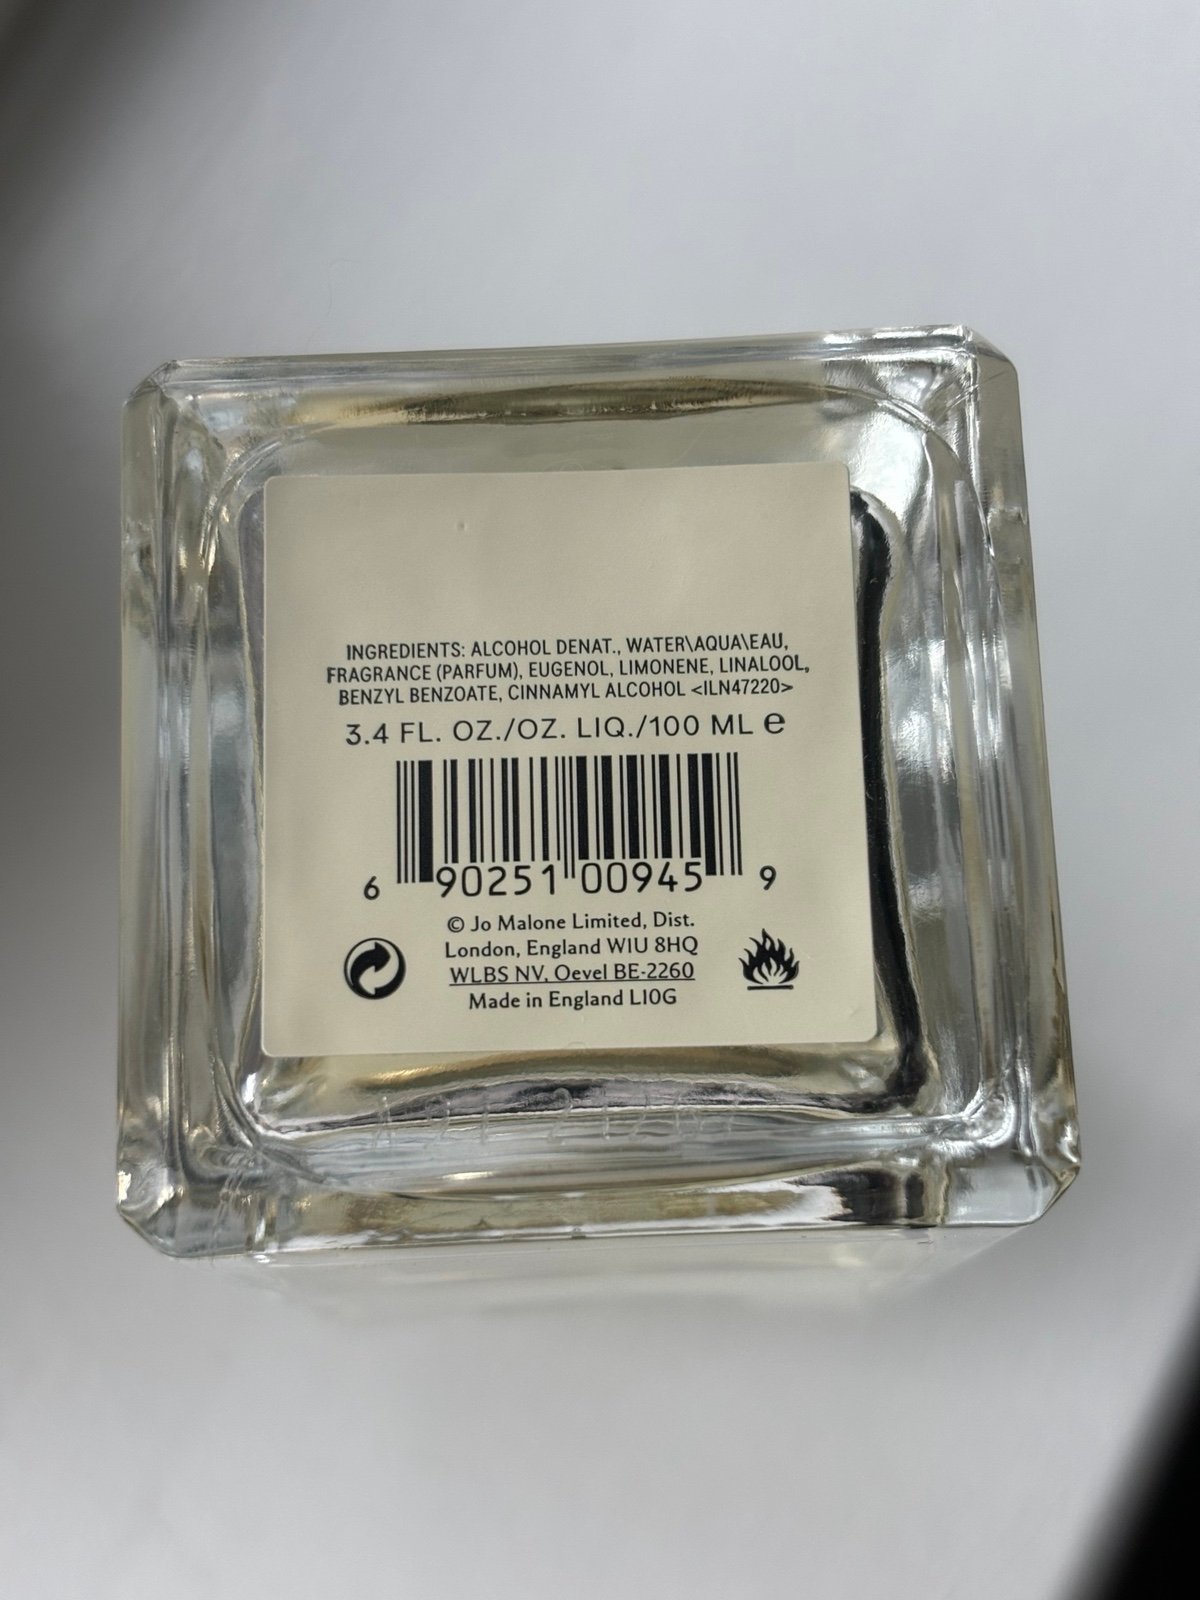 INGREDIENTS: ALCOHOL DENAT., WATER\AQUA\EAU,
FRAGRANCE (PARFUM), EUGENOL, LIMONENE, LINALOOL,
BENZYL BENZOATE, CINNAMYL ALCOHOL <ILN47220>
3.4 FL. OZ./OZ. LIQ./100 ML e
6 90251 00945 9
© Jo Malone Limited, Dist.
London, England W1U 8HQ
WLBS NV, Oevel BE-2260
Made in England L10G